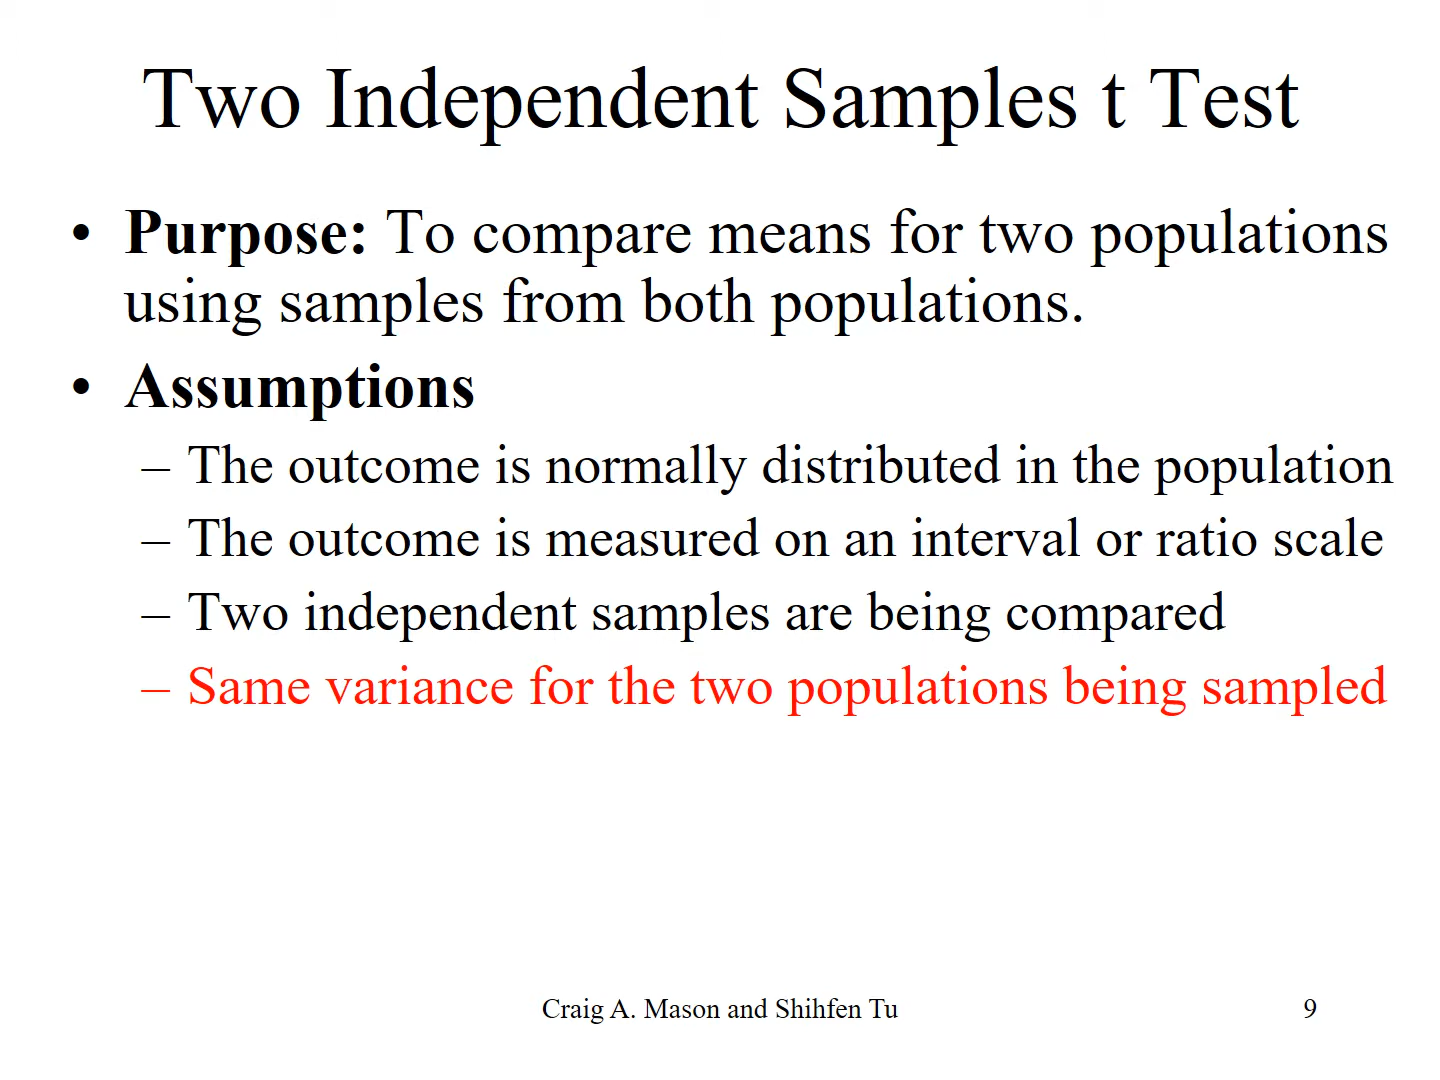 Two Independent Samples t Test
• Purpose: To compare means for two populations
using samples from both populations.
• Assumptions
– The outcome is normally distributed in the population
– The outcome is measured on an interval or ratio scale
– Two independent samples are being compared
– Same variance for the two populations being sampled
Craig A. Mason and Shihfen Tu
9